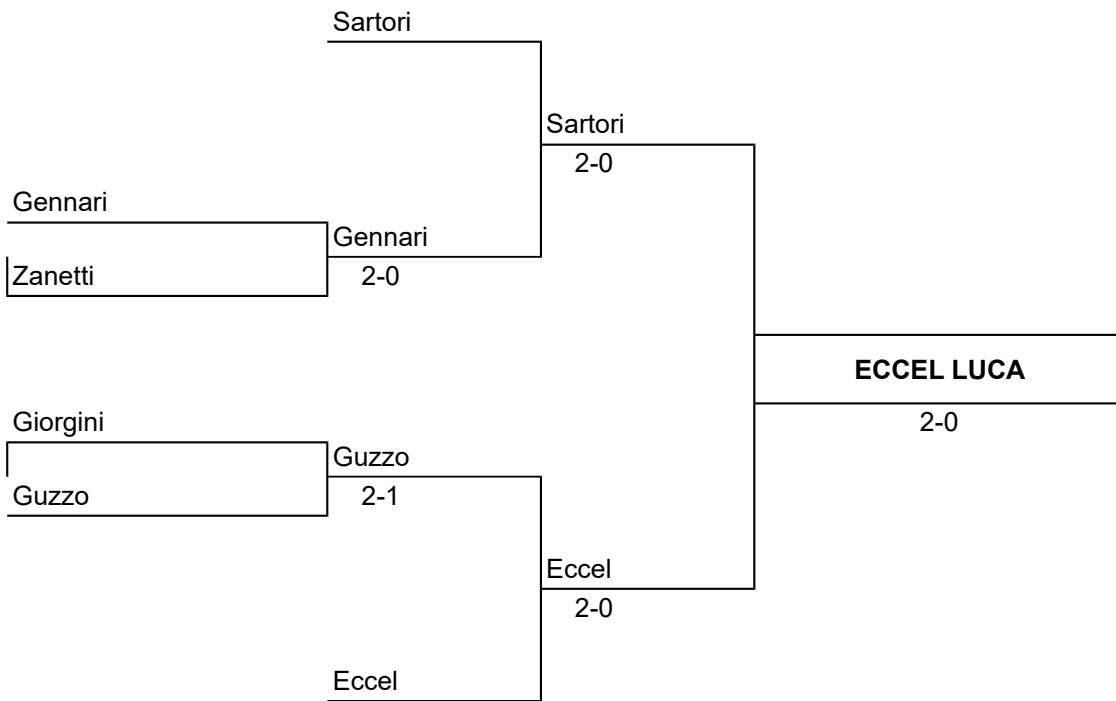 Sartori
Sartori
2-0
Gennari
Gennari
Zanetti
2-0
ECCEL LUCA
Giorgini
2-0
Guzzo
Guzzo
2-1
Eccel
2-0
Eccel